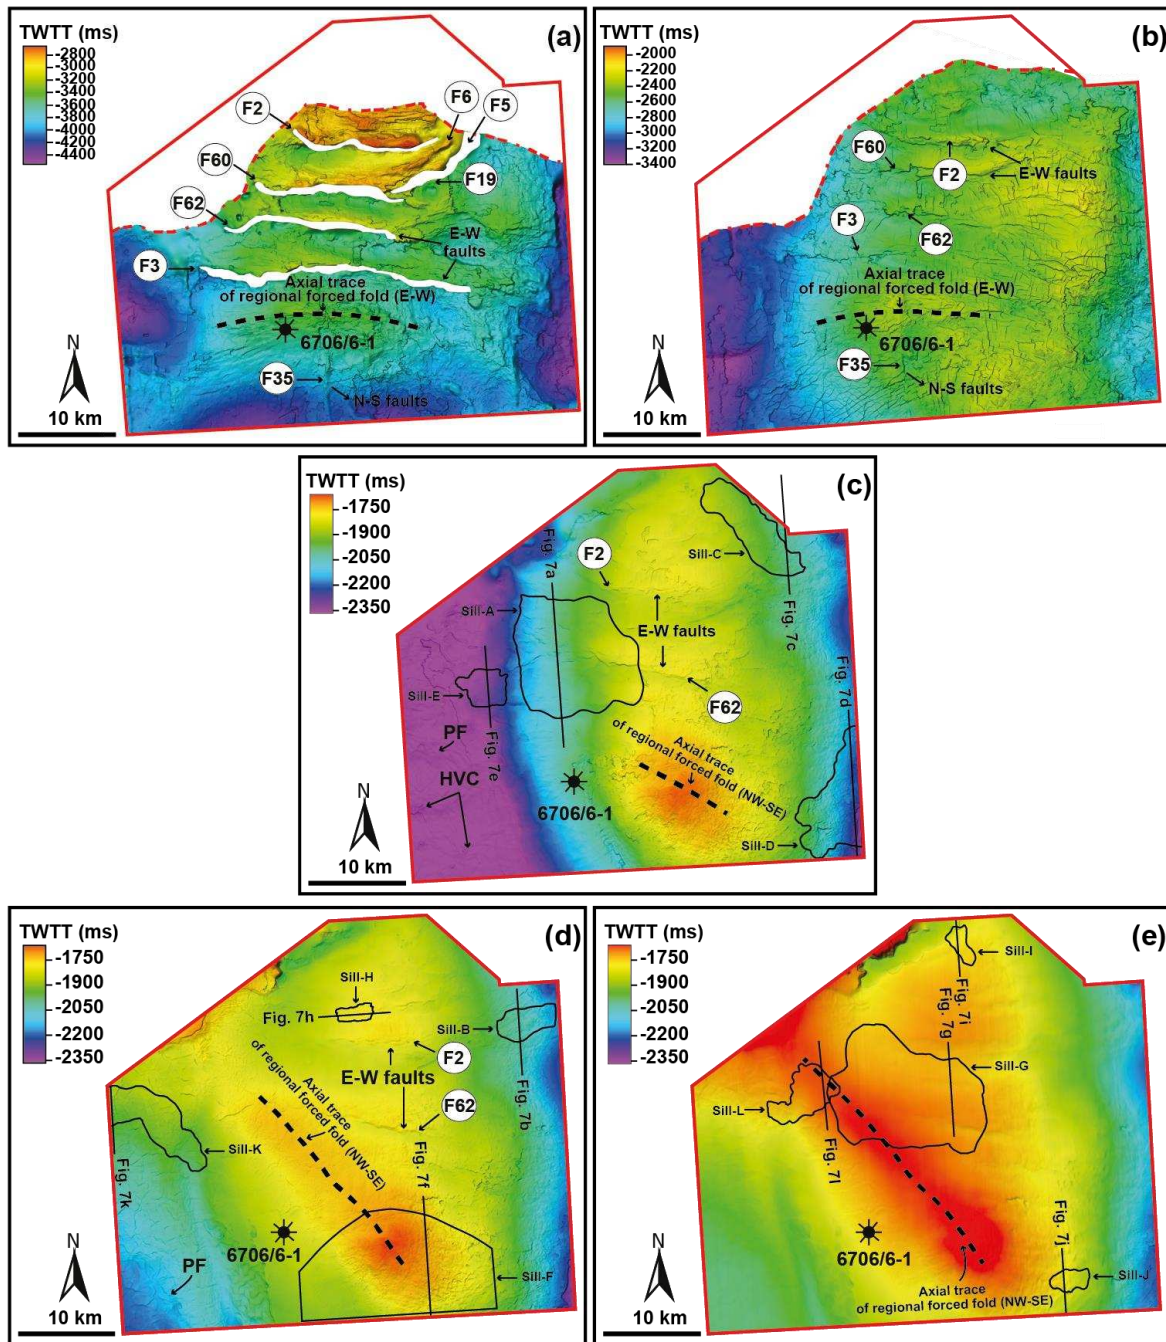 (a)
TWTT (ms)
-2800
-3200
-3600
-4000
-4400
F2
F6
F5
F60
F19
F62
E-W
faults
F3
Axial trace
of regional forced fold (E-W)
6706/6-1
F35
N-S faults
N
10 km
(b)
TWTT (ms)
-2000
-2200
-2400
-2600
-2800
-3000
-3200
-3400
F60
F2
E-W faults
F3
F62
Axial trace
of regional forced fold (E-W)
6706/6-1
F35
N-S faults
N
10 km
(c)
TWTT (ms)
-1750
-1900
-2050
-2200
-2350
Fig. 7a
F2
Sill-C
Sill-A
E-W faults
Fig. 7c
Sill-E
F62
Fig. 7d
PF
Fig. 7e
Axial trace
of regional forced fold (NW-SE)
HVC
6706/6-1
Sill-D
N
10 km
(d)
TWTT (ms)
-1750
-1900
-2050
-2200
-2350
Sill-H
Fig. 7h
Sill-B
F2
E-W faults
Axial trace
of regional forced fold (NW-SE)
F62
Fig. 7b
Sill-K
Fig. 7k
Fig. 7f
6706/6-1
PF
Sill-F
N
10 km
(e)
TWTT (ms)
-1750
-1900
-2050
-2200
-2350
Sill-I
Fig. 7i
Fig. 7g
Sill-G
Sill-L
Fig. 7l
6706/6-1
Fig. 7j
Sill-J
Axial trace
of regional forced fold (NW-SE)
N
10 km